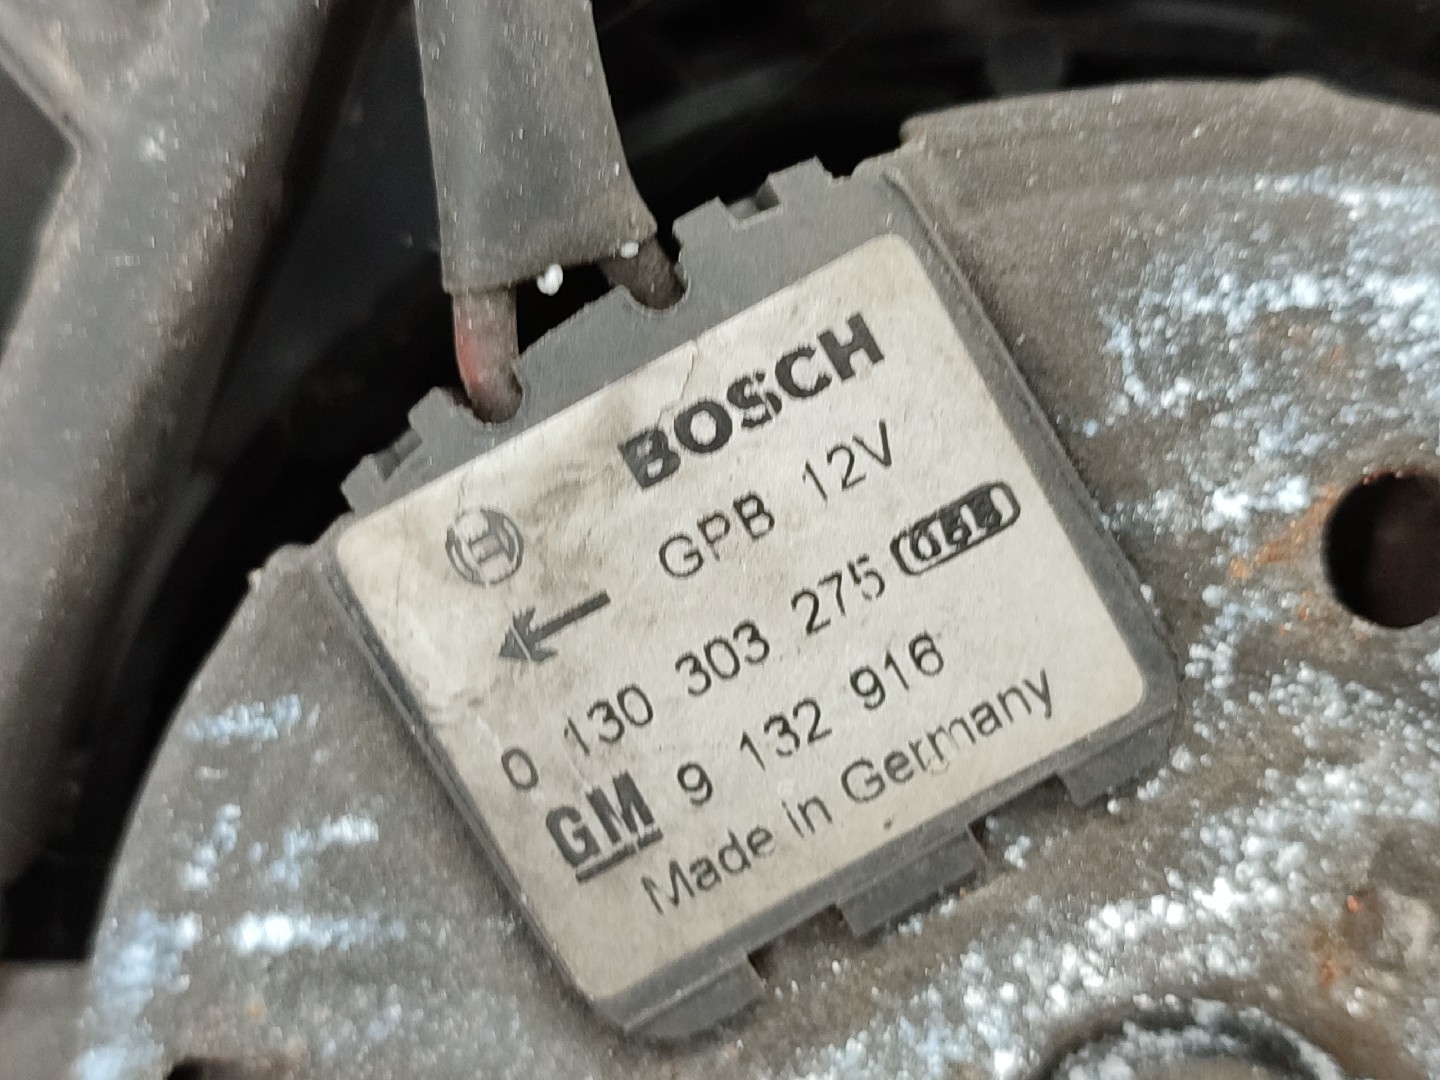 BOSCH
GPB 12V
0 130 303 275
GM 9 132 916
Made in Germany